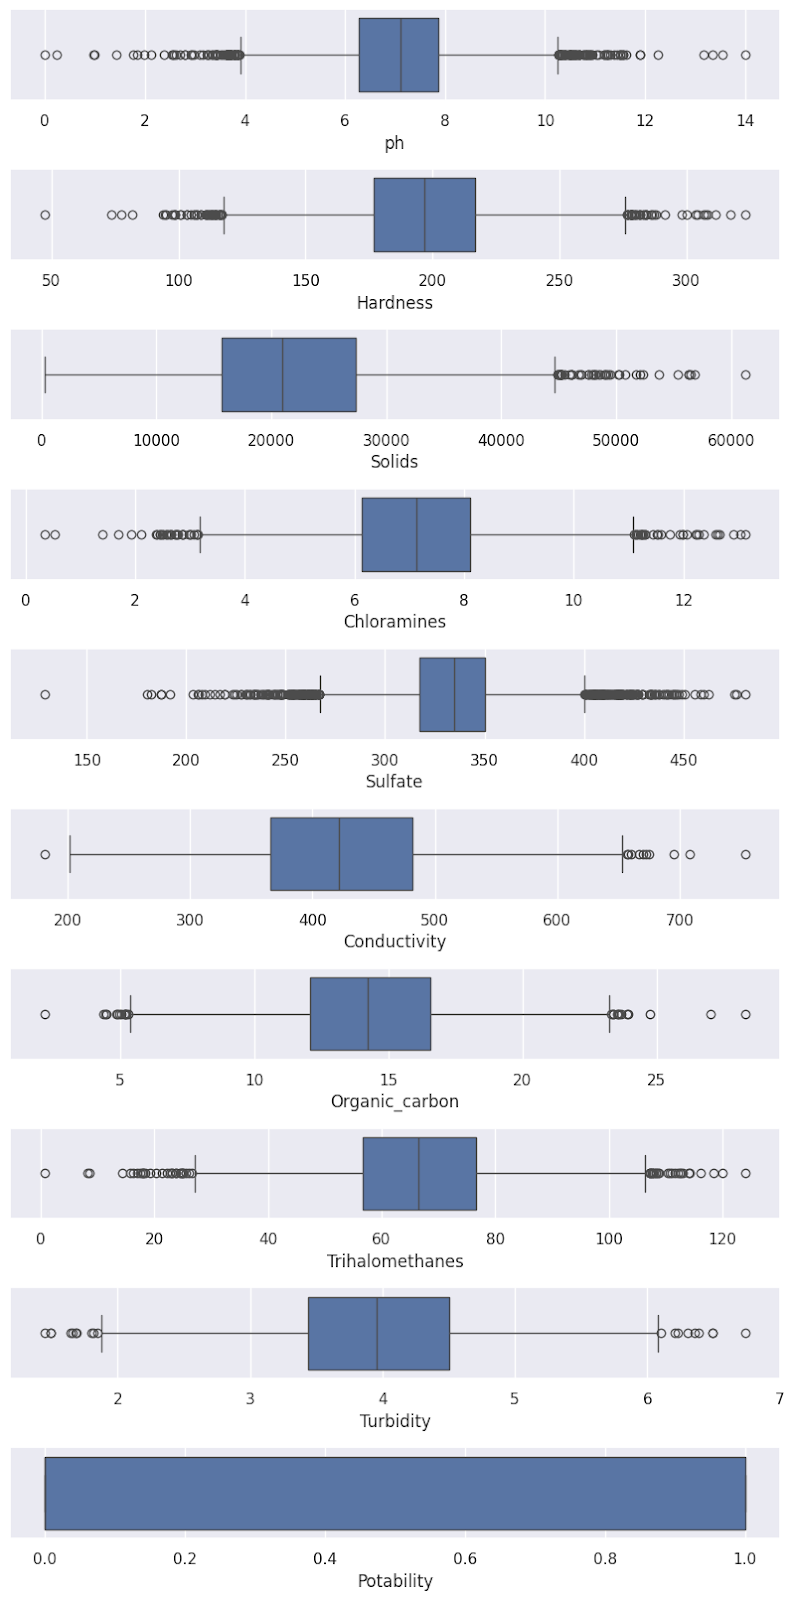 0 2 4 6 8 10 12 14
ph
50 100 150 200 250 300
Hardness
0 10000 20000 30000 40000 50000 60000
Solids
0 2 4 6 8 10 12
Chloramines
150 200 250 300 350 400 450
Sulfate
200 300 400 500 600 700
Conductivity
5 10 15 20 25
Organic_carbon
0 20 40 60 80 100 120
Trihalomethanes
2 3 4 5 6 7
Turbidity
0.0 0.2 0.4 0.6 0.8 1.0
Potability